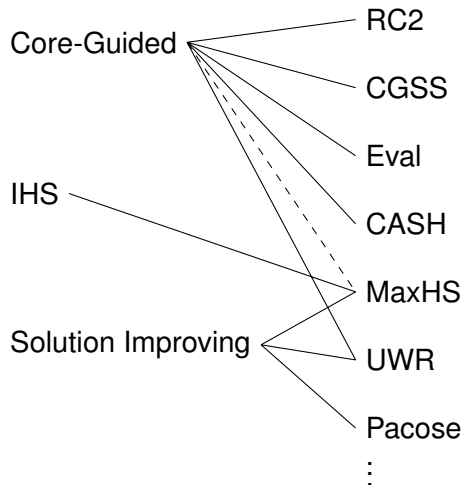 Core-Guided
IHS
Solution Improving
RC2
CGSS
Eval
CASH
MaxHS
UWR
Pacose
⋮